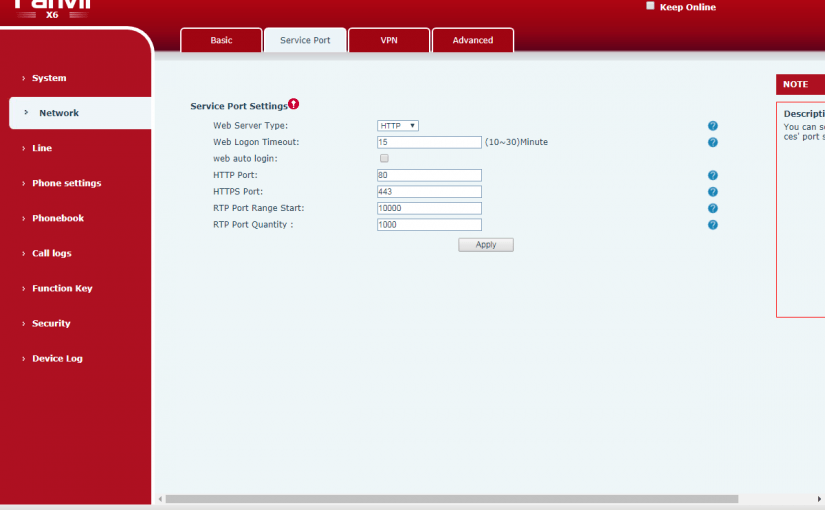 Fanvil
X6
Keep Online
Basic
Service Port
VPN
Advanced
› System
› Network
› Line
› Phone settings
› Phonebook
› Call logs
› Function Key
› Security
› Device Log
Service Port Settings
Web Server Type:
HTTP
Web Logon Timeout:
15
(10~30)Minute
web auto login:
HTTP Port:
80
HTTPS Port:
443
RTP Port Range Start:
10000
RTP Port Quantity :
1000
Apply
NOTE
Descripti
You can s
ces' port s